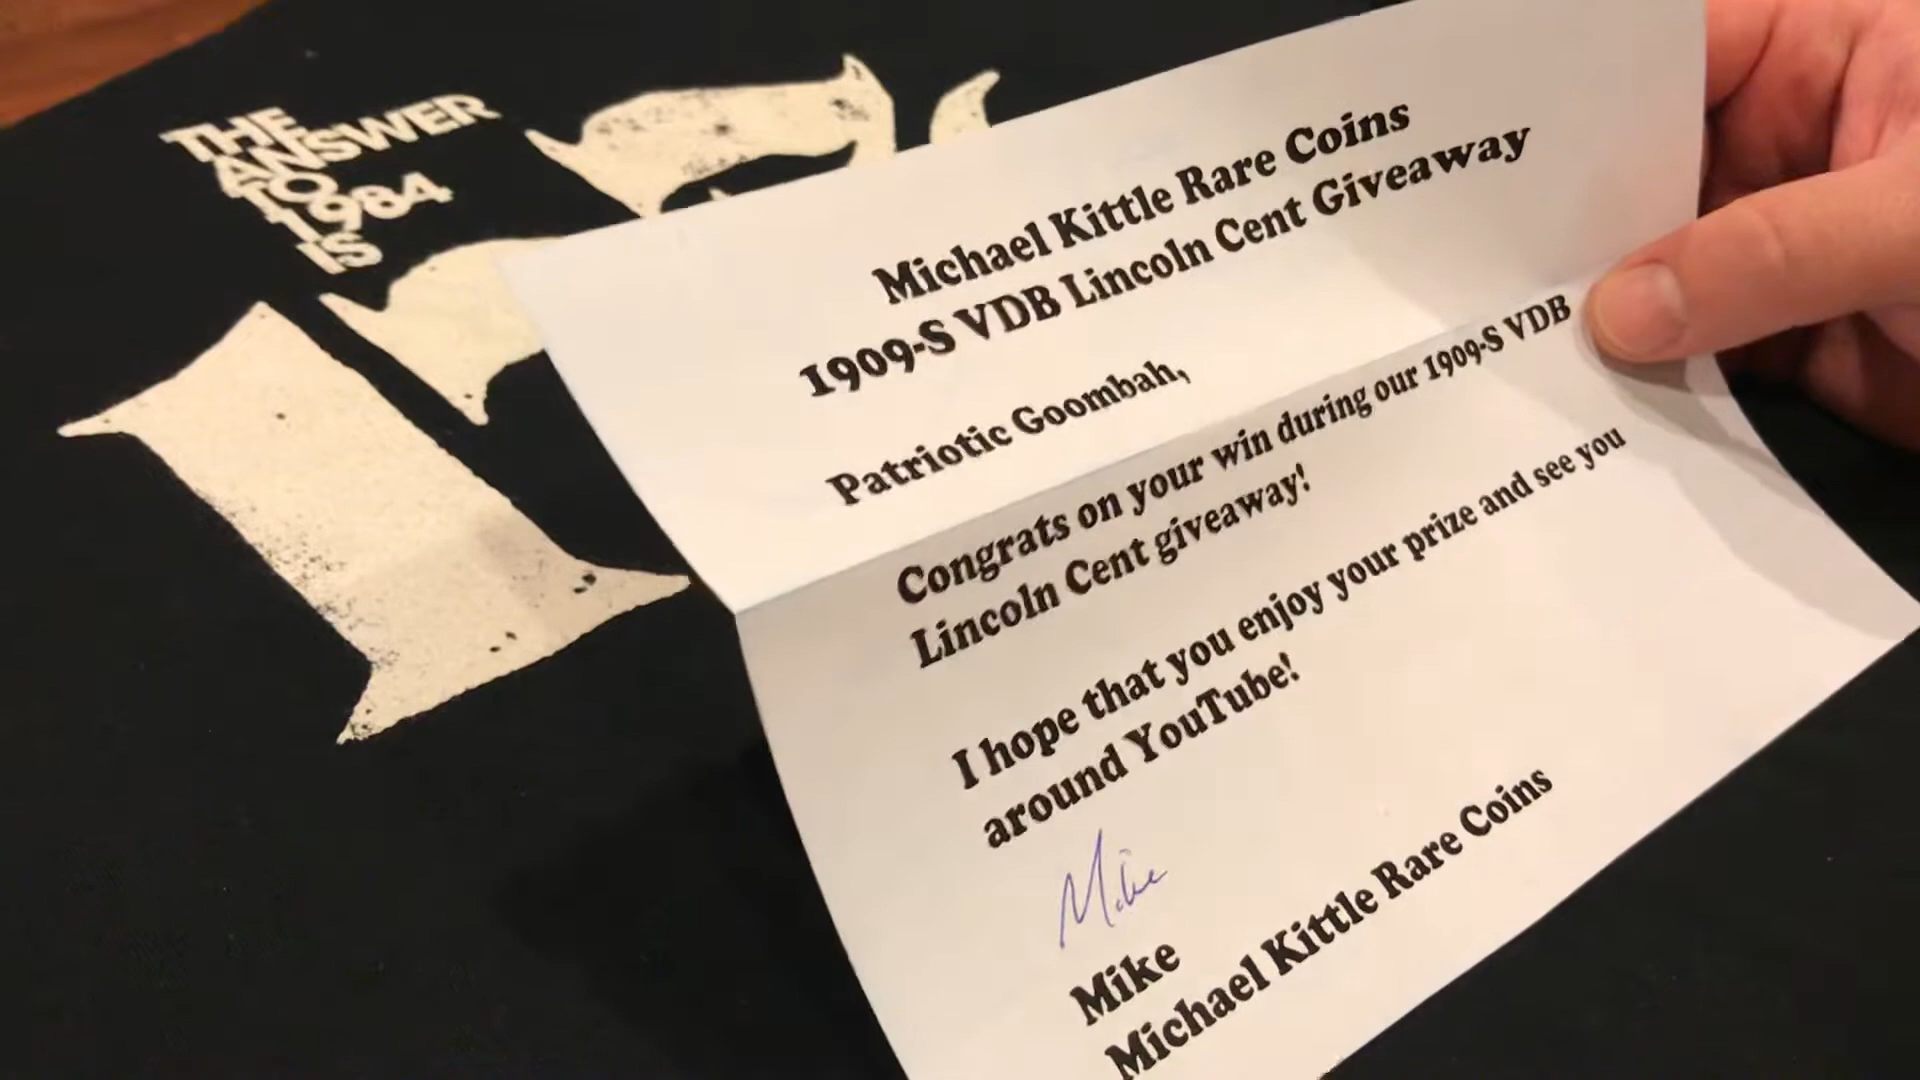 THE
ANSWER
TO
1984
IS
Michael Kittle Rare Coins
1909-S VDB Lincoln Cent Giveaway
Patriotic Goombah,
Congrats on your win during our 1909-S VDB
Lincoln Cent giveaway!
I hope that you enjoy your prize and see you
around YouTube!
Mike
Mike
Michael Kittle Rare Coins